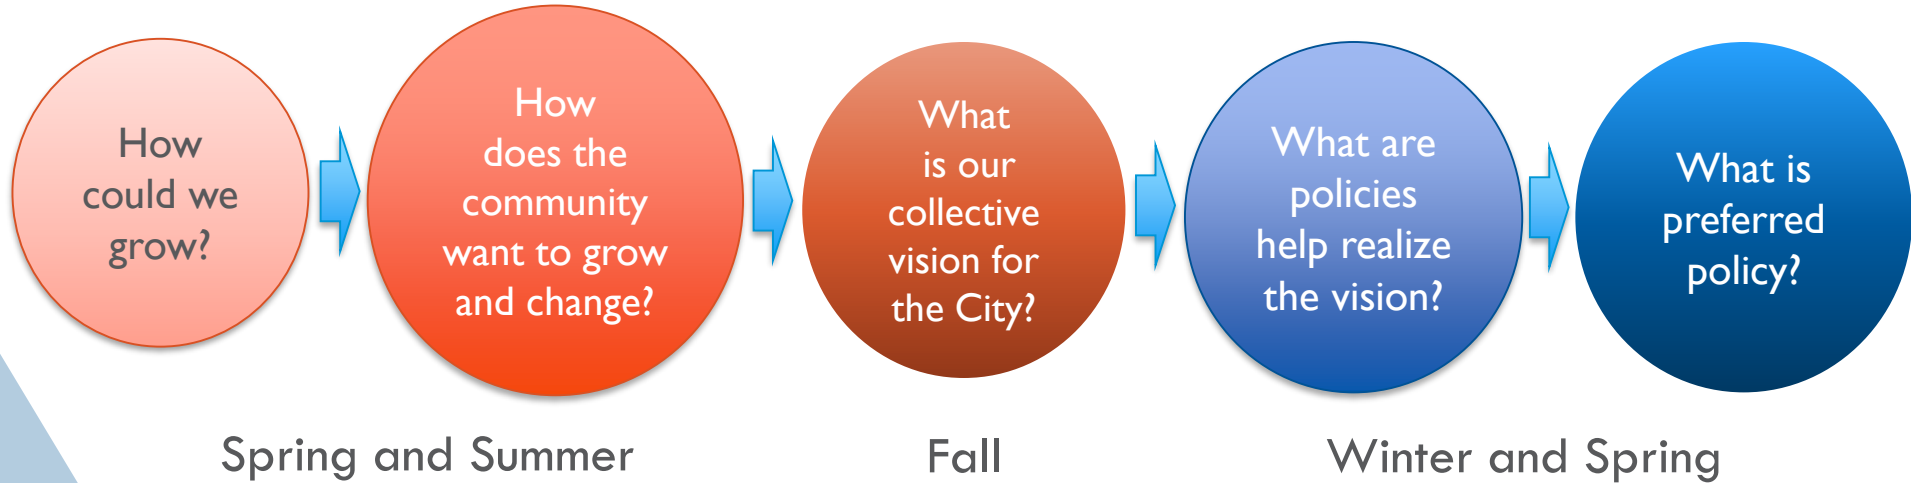 How
could we
grow?
How
does the
community
want to grow
and change?
What
is our
collective
vision for
the City?
What are
policies
help realize
the vision?
What is
preferred
policy?
Spring and Summer
Fall
Winter and Spring